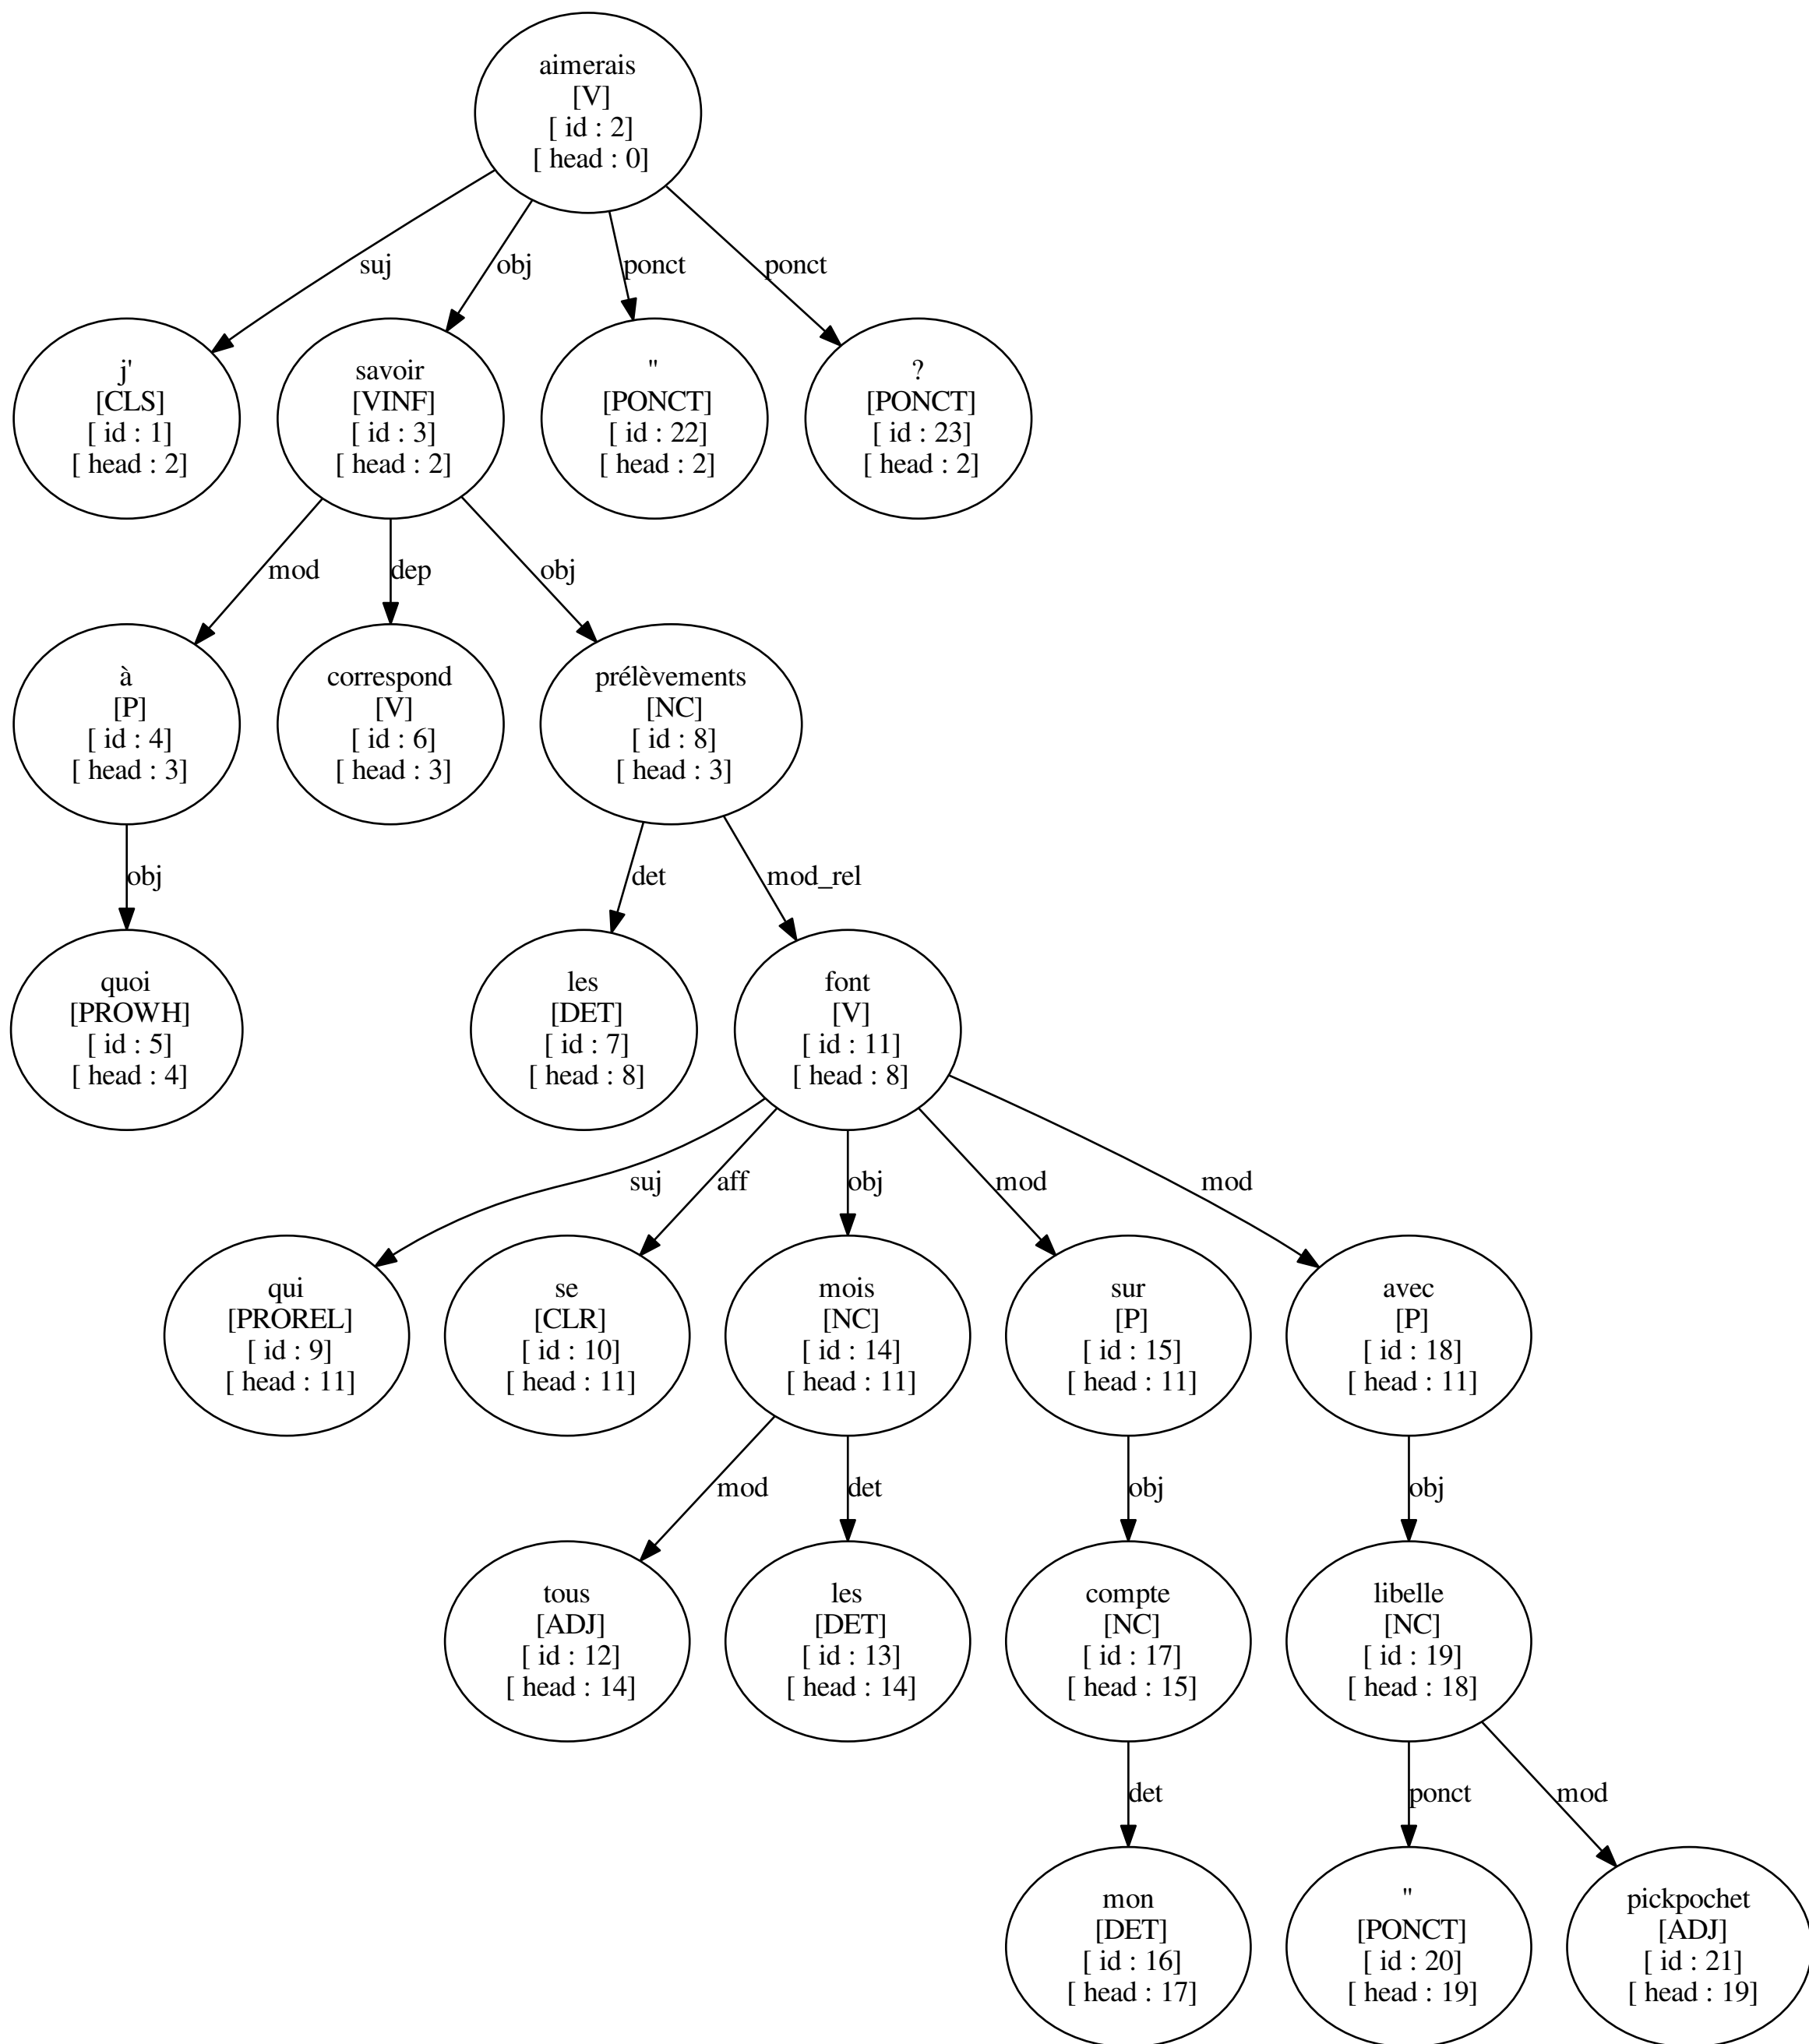 aimerais
[V]
[ id : 2]
[ head : 0]
suj
obj
ponct
ponct
j'
[CLS]
[ id : 1]
[ head : 2]
savoir
[VINF]
[ id : 3]
[ head : 2]
"
[PONCT]
[ id : 22]
[ head : 2]
?
[PONCT]
[ id : 23]
[ head : 2]
mod
dep
obj
à
[P]
[ id : 4]
[ head : 3]
correspond
[V]
[ id : 6]
[ head : 3]
prélèvements
[NC]
[ id : 8]
[ head : 3]
obj
det
mod_rel
quoi
[PROWH]
[ id : 5]
[ head : 4]
les
[DET]
[ id : 7]
[ head : 8]
font
[V]
[ id : 11]
[ head : 8]
suj
aff
obj
mod
mod
qui
[PROREL]
[ id : 9]
[ head : 11]
se
[CLR]
[ id : 10]
[ head : 11]
mois
[NC]
[ id : 14]
[ head : 11]
sur
[P]
[ id : 15]
[ head : 11]
avec
[P]
[ id : 18]
[ head : 11]
mod
det
obj
obj
tous
[ADJ]
[ id : 12]
[ head : 14]
les
[DET]
[ id : 13]
[ head : 14]
compte
[NC]
[ id : 17]
[ head : 15]
libelle
[NC]
[ id : 19]
[ head : 18]
det
ponct
mod
mon
[DET]
[ id : 16]
[ head : 17]
"
[PONCT]
[ id : 20]
[ head : 19]
pickpochet
[ADJ]
[ id : 21]
[ head : 19]